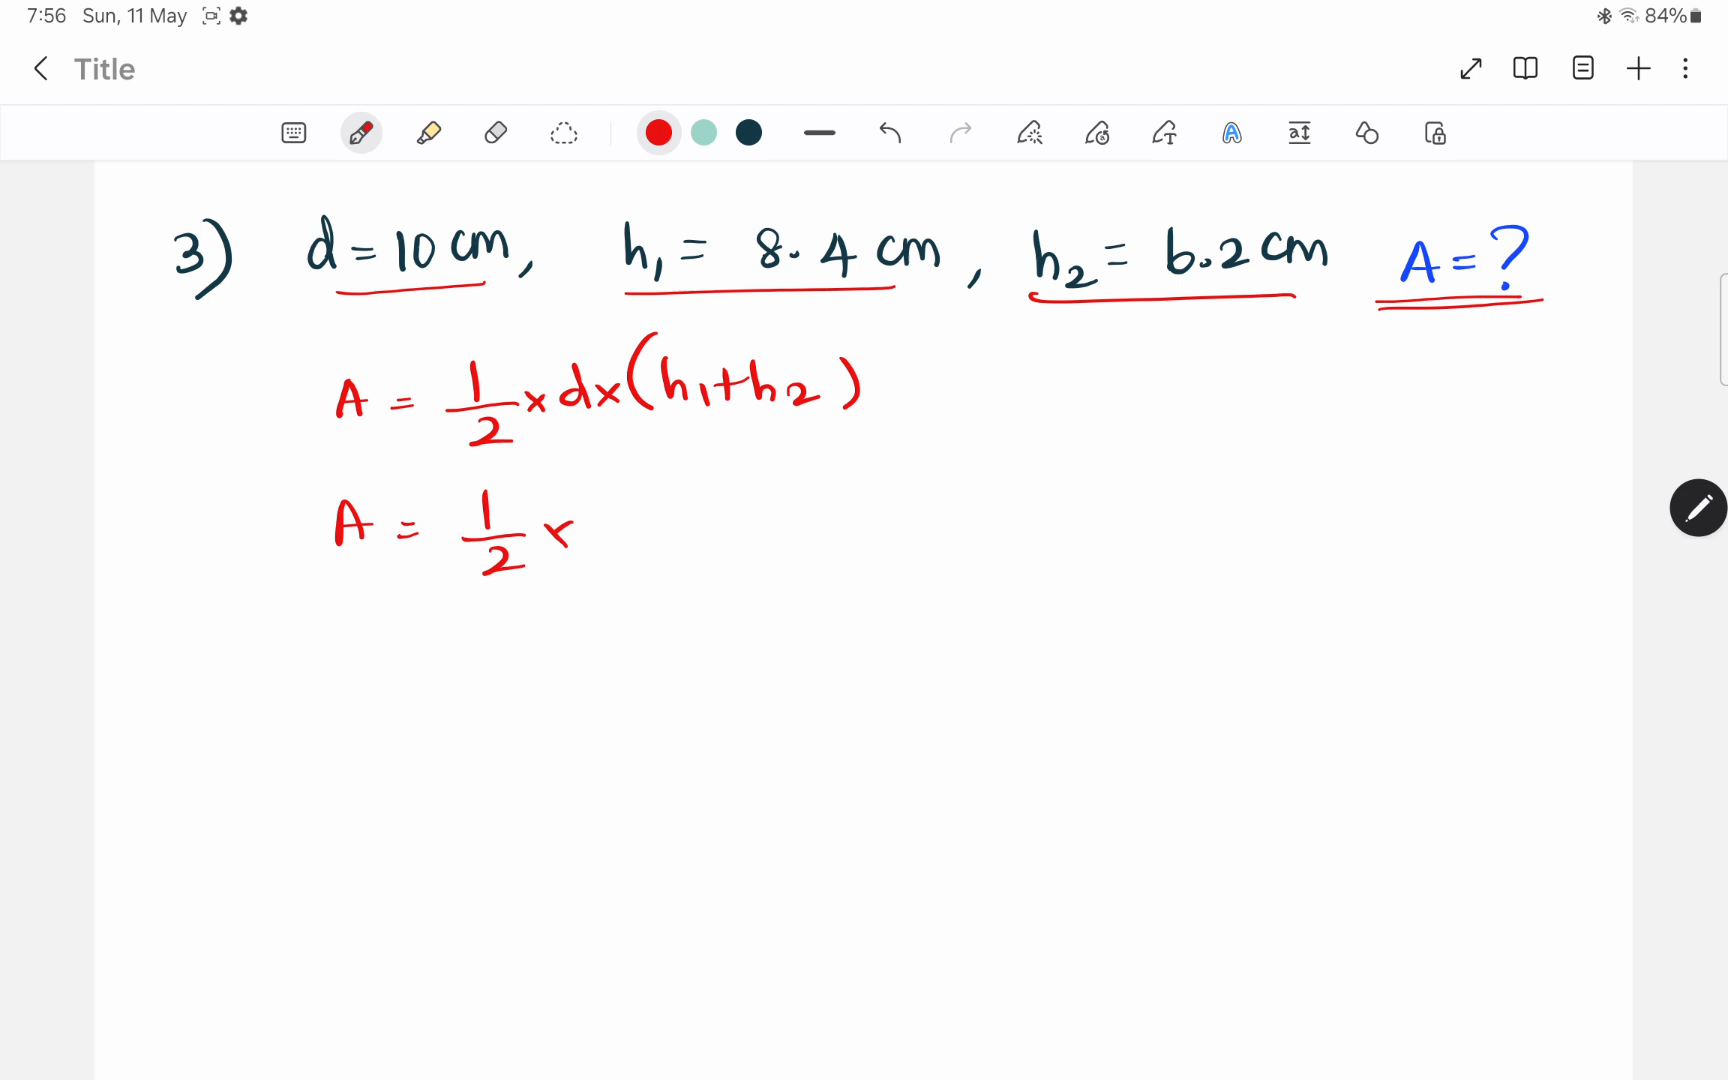 7:56 Sun, 11 May 84%
Title
3) d = 10 cm, h₁ = 8.4 cm, h₂ = 6.2 cm A = ?
A = 1/2 x d x (h₁ + h₂)
A = 1/2 x